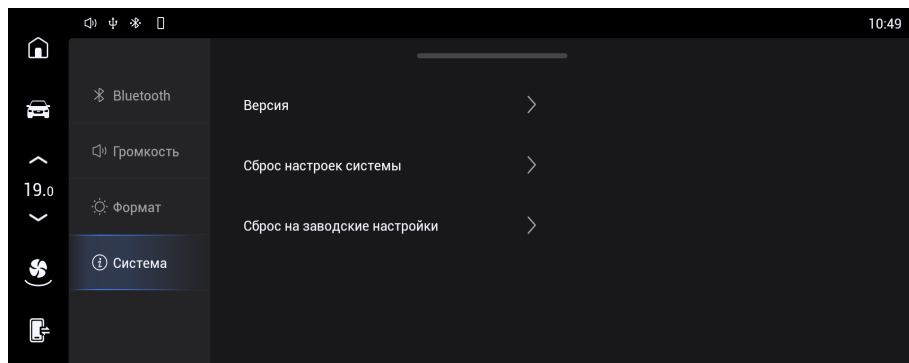 10:49
Bluetooth
Громкость
Формат
Система
Версия
Сброс настроек системы
Сброс на заводские настройки
19.0